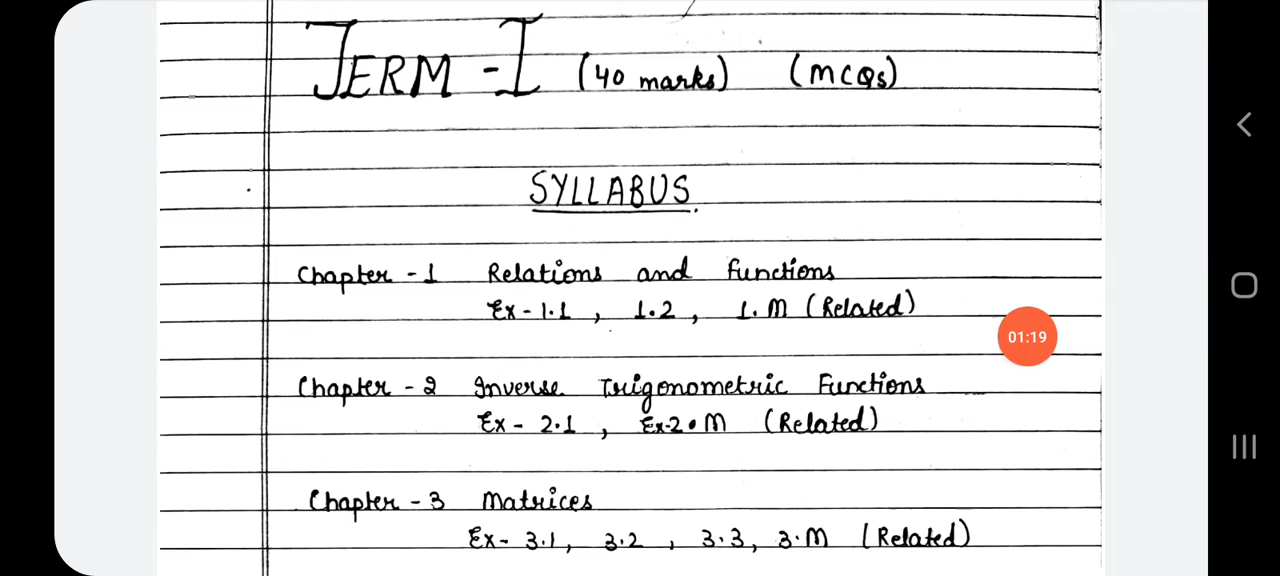 TERM - I (40 marks) (MCQs)
SYLLABUS.
Chapter - 1 Relations and Functions
Ex - 1.1 , 1.2 , 1.M (Related)
01:19
Chapter - 2 Inverse Trigonometric Functions
Ex - 2.1 , Ex-2.M (Related)
Chapter - 3 Matrices
Ex - 3.1, 3.2 , 3.3, 3.M (Related)